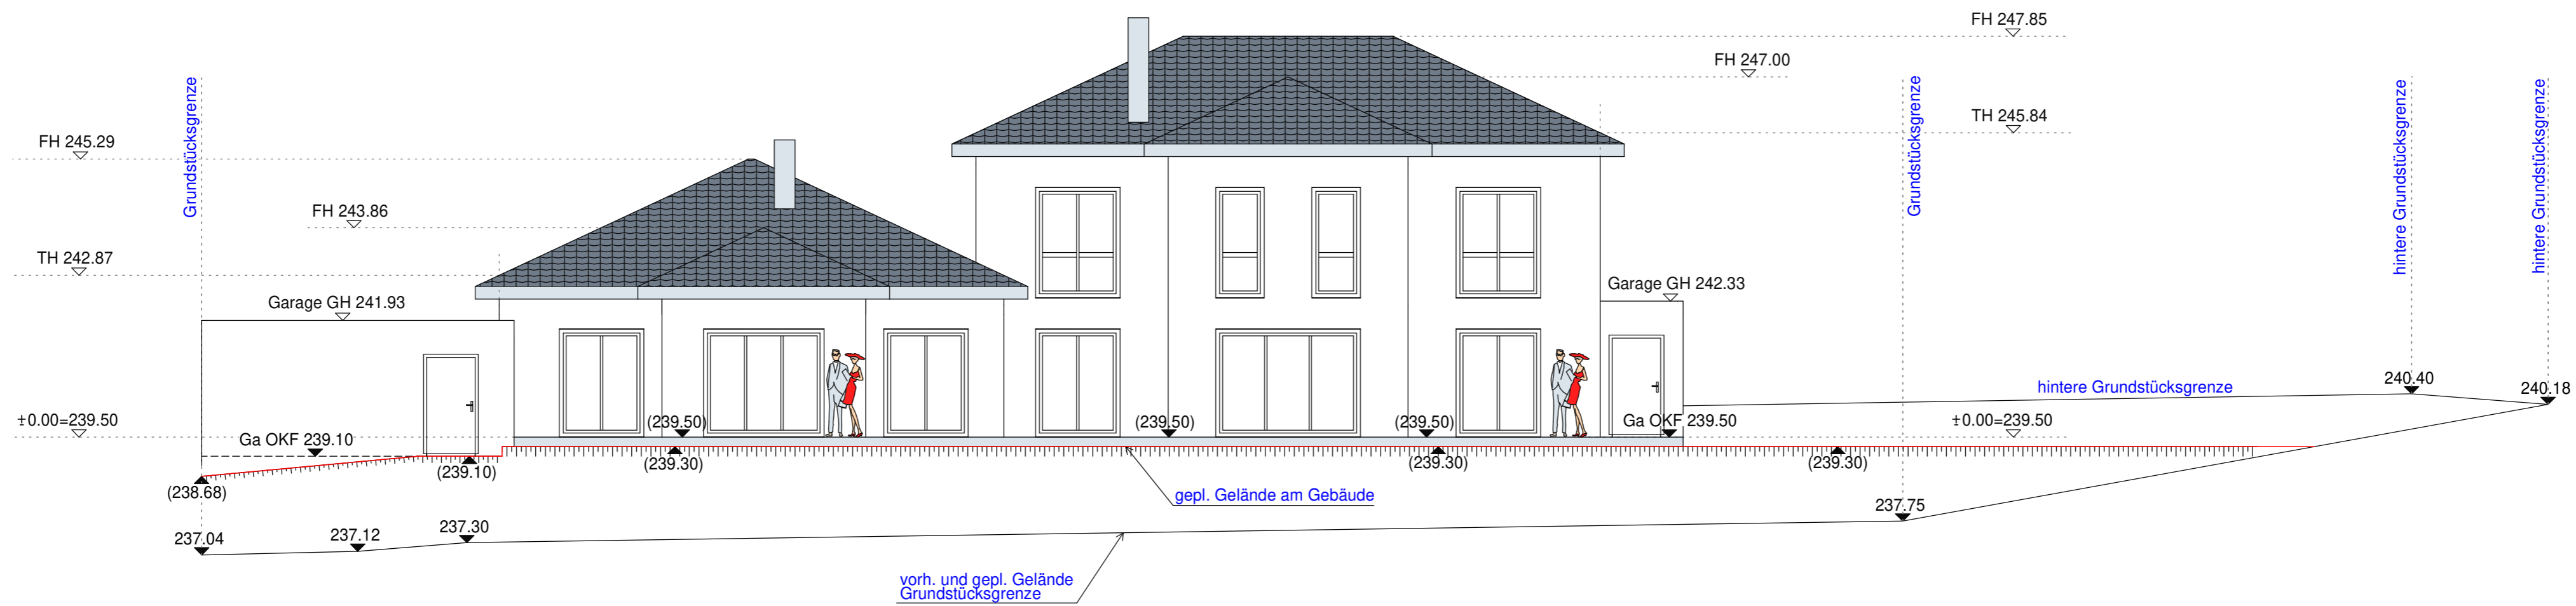 FH 247.85
FH 247.00
Grundstücksgrenze
Grundstücksgrenze
hintere Grundstücksgrenze
hintere Grundstücksgrenze
TH 245.84
FH 245.29
FH 243.86
TH 242.87
Garage GH 241.93
Garage GH 242.33
240.40
hintere Grundstücksgrenze
240.18
±0.00=239.50
(239.50)
(239.50)
(239.50)
Ga OKF 239.50
±0.00=239.50
Ga OKF 239.10
(239.10)
(239.30)
(239.30)
(239.30)
(238.68)
gepl. Gelände am Gebäude
237.75
237.04
237.12
237.30
vorh. und gepl. Gelände
Grundstücksgrenze